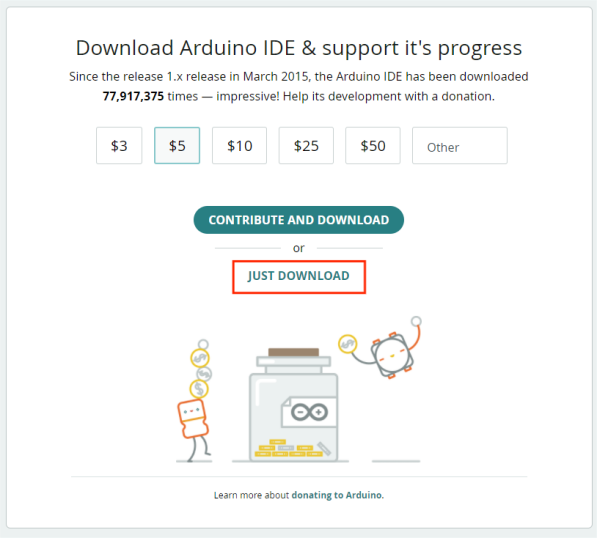 Download Arduino IDE & support it's progress
Since the release 1.x release in March 2015, the Arduino IDE has been downloaded
77,917,375 times — impressive! Help its development with a donation.
$3 $5 $10 $25 $50 Other
CONTRIBUTE AND DOWNLOAD
or
JUST DOWNLOAD
Learn more about donating to Arduino.